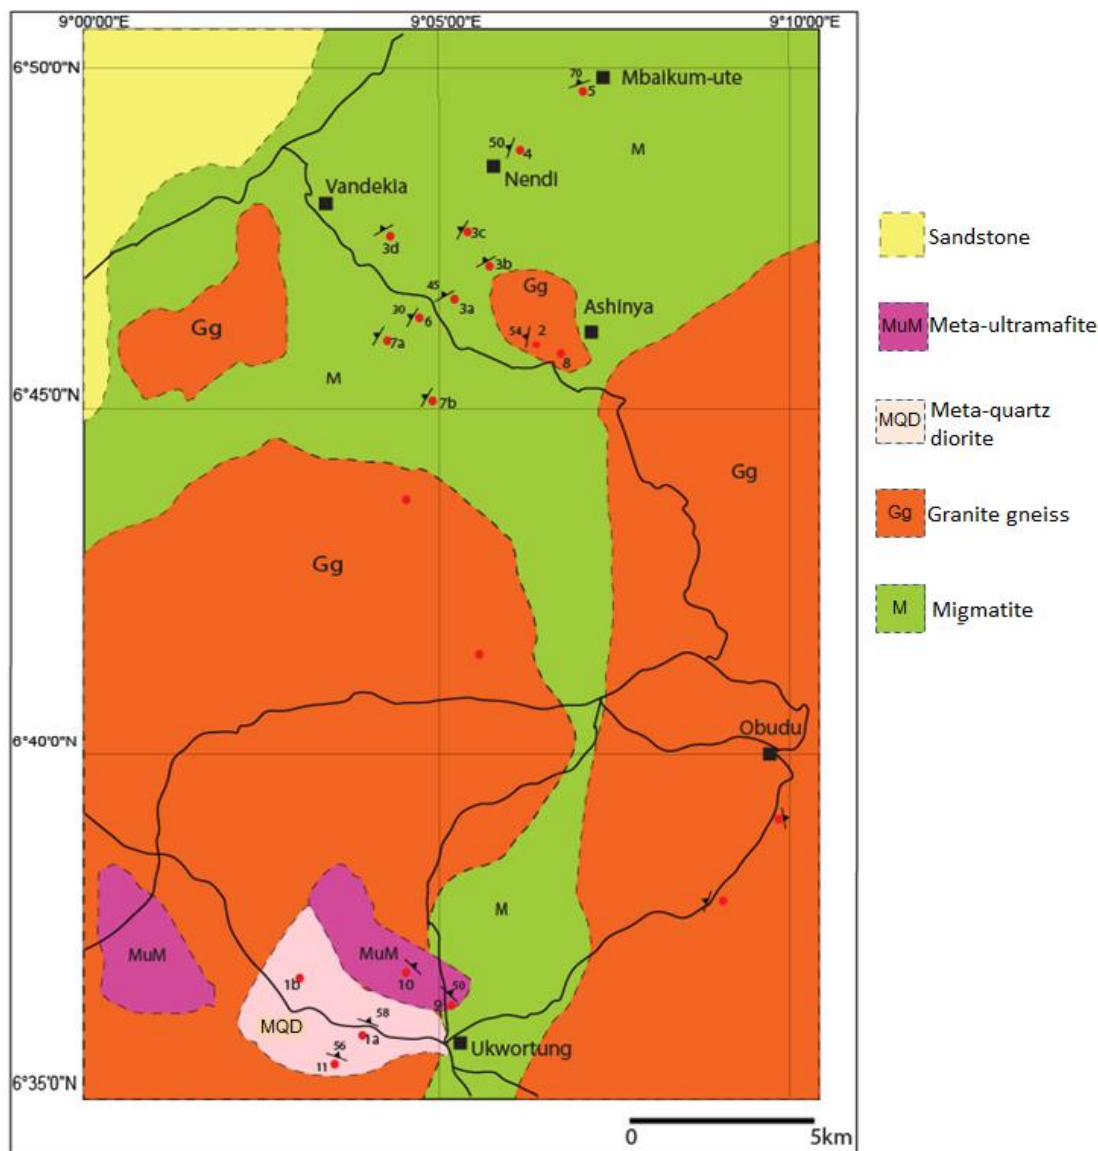 9°00'00"E
9°05'00"E
9°10'00"E
6°50'0"N
70
5
Mbaikum-ute
50
4
M
Nendi
Vandekia
3d
3c
3b
Gg
45
3a
Ashinya
Gg
30
6
54
2
7a
8
M
7b
6°45'0"N
Gg
Gg
6°40'0"N
Obudu
M
MuM
MuM
1b
10
50
9
MQD
58
1a
56
11
Ukwortung
6°35'0"N
0
5km
Sandstone
MuM
Meta-ultramafite
MQD
Meta-quartz
diorite
Gg
Granite gneiss
M
Migmatite